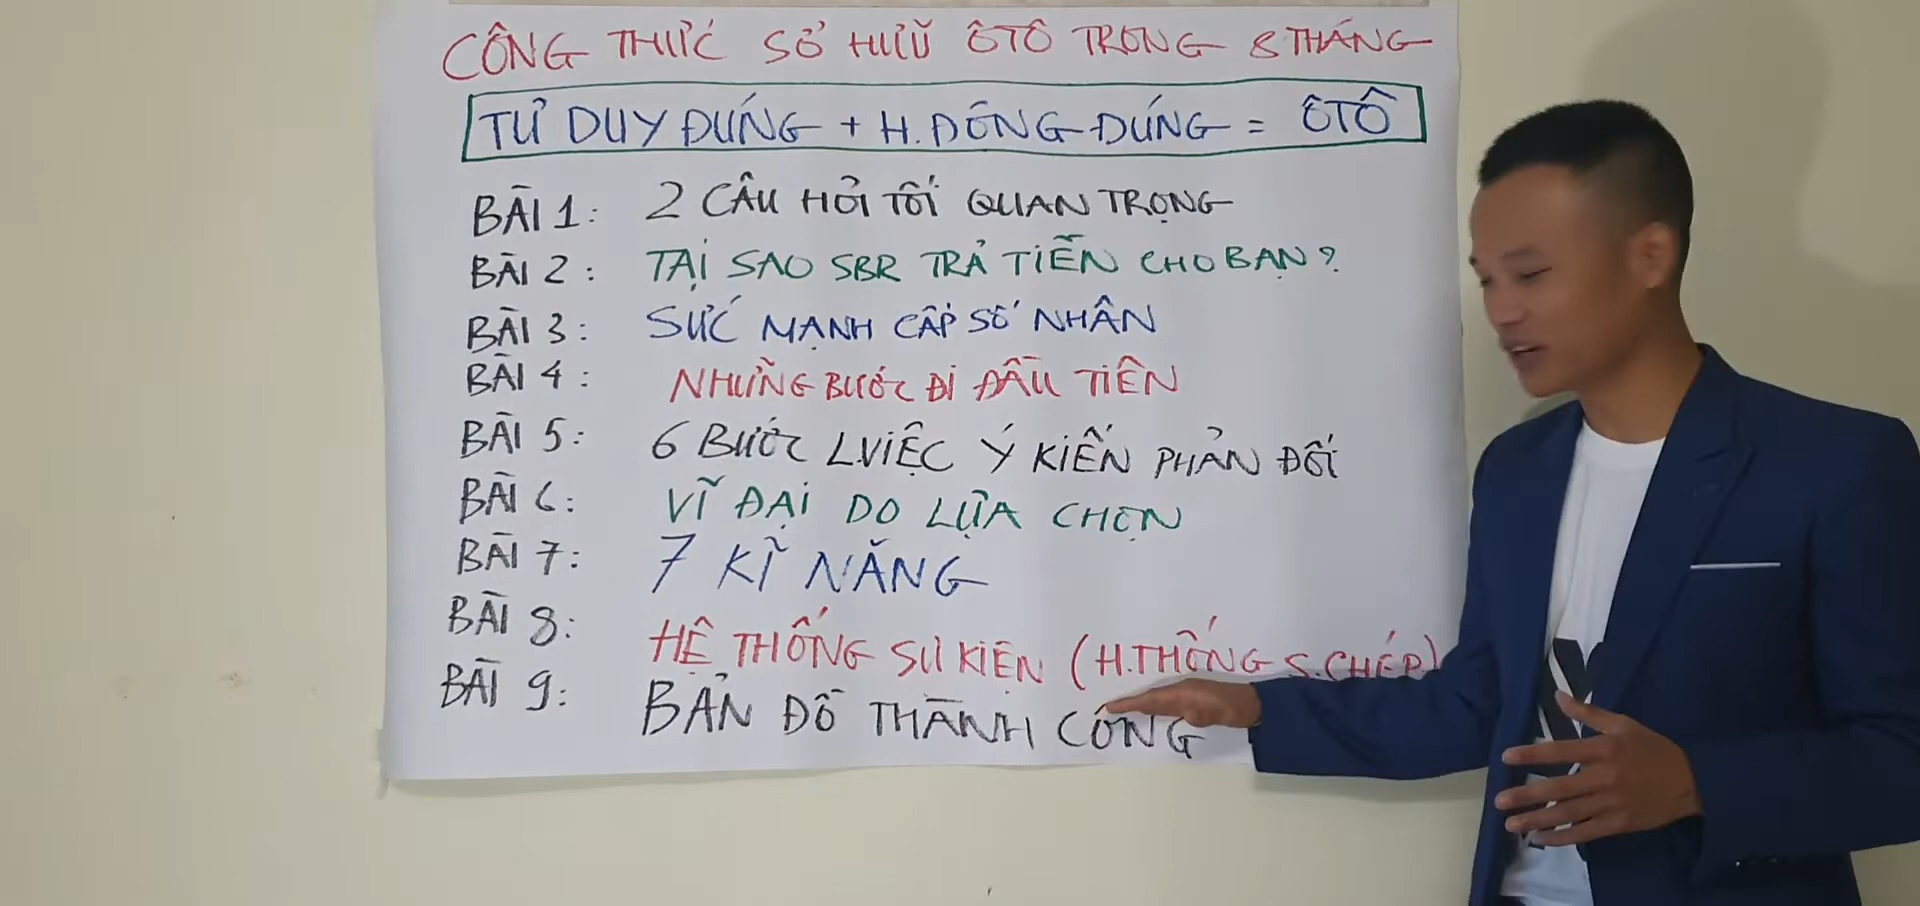 CÔNG THỨC SỞ HỮU ÔTÔ TRONG 8 THÁNG
TƯ DUY ĐÚNG + H.ĐỘNG ĐÚNG = ÔTÔ
BÀI 1: 2 CÂU HỎI TỐI QUAN TRỌNG
BÀI 2: TẠI SAO SBR TRẢ TIỀN CHO BẠN?
BÀI 3: SỨC MẠNH CẤP SỐ NHÂN
BÀI 4: NHỮNG BƯỚC ĐI ĐẦU TIÊN
BÀI 5: 6 BƯỚC L.VIỆC Ý KIẾN PHẢN ĐỐI
BÀI 6: VĨ ĐẠI DO LỰA CHỌN
BÀI 7: 7 KĨ NĂNG
BÀI 8: HỆ THỐNG SỰ KIỆN (H.THỐNG S.CHÉP)
BÀI 9: BẢN ĐỒ THÀNH CÔNG